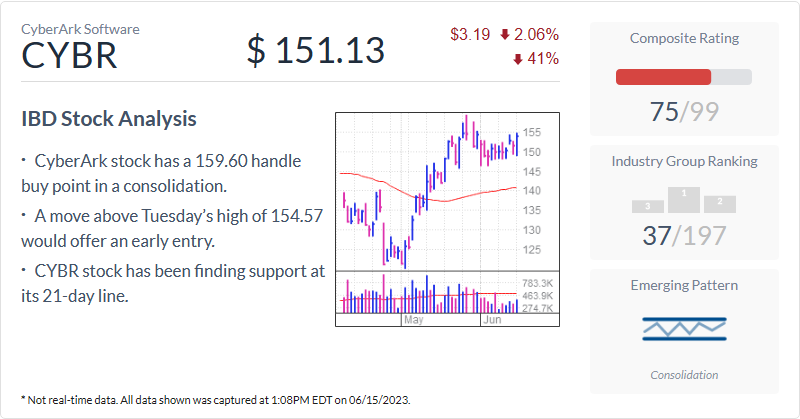 CyberArk Software
CYBR
$ 151.13
$3.19 2.06%
41%
IBD Stock Analysis
• CyberArk stock has a 159.60 handle
buy point in a consolidation.
• A move above Tuesday's high of 154.57
would offer an early entry.
• CYBR stock has been finding support at
its 21-day line.
155
150
145
140
135
130
125
783.3K
463.9K
274.7K
May
Jun
Composite Rating
75/99
Industry Group Ranking
3
1
2
37/197
Emerging Pattern
Consolidation
* Not real-time data. All data shown was captured at 1:08PM EDT on 06/15/2023.